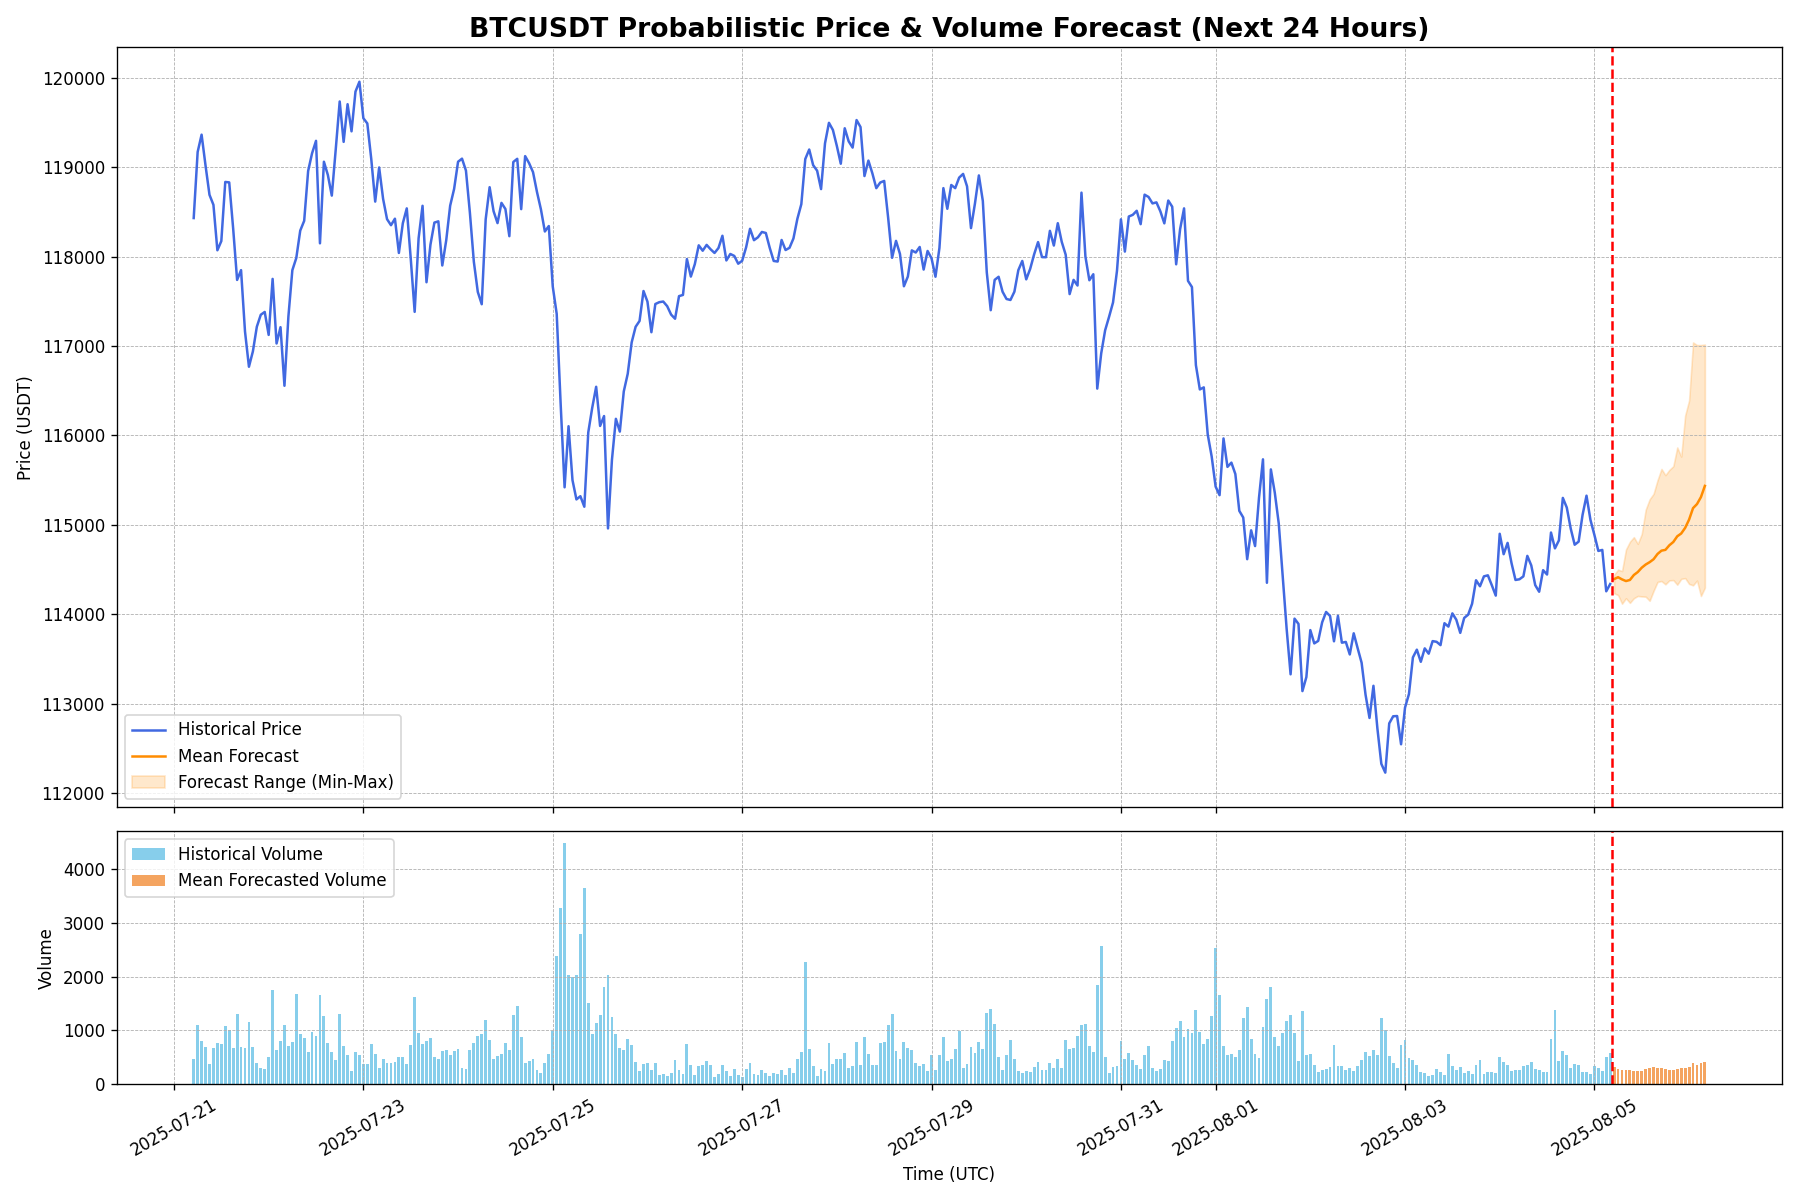 BTCUSDT Probabilistic Price & Volume Forecast (Next 24 Hours)
120000
119000
118000
117000
116000
115000
114000
113000
112000
Price (USDT)
Historical Price
Mean Forecast
Forecast Range (Min-Max)
4000
3000
2000
1000
0
Volume
Historical Volume
Mean Forecasted Volume
2025-07-21
2025-07-23
2025-07-25
2025-07-27
2025-07-29
2025-07-31
2025-08-01
2025-08-03
2025-08-05
Time (UTC)